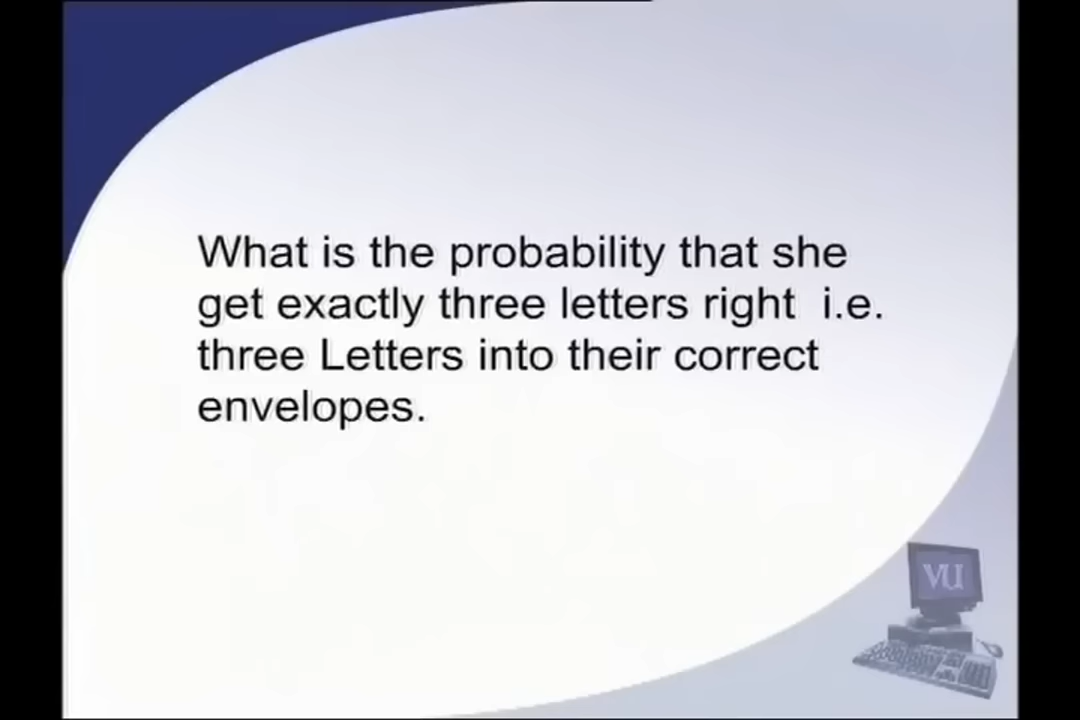 What is the probability that she
get exactly three letters right i.e.
three Letters into their correct
envelopes.
VU